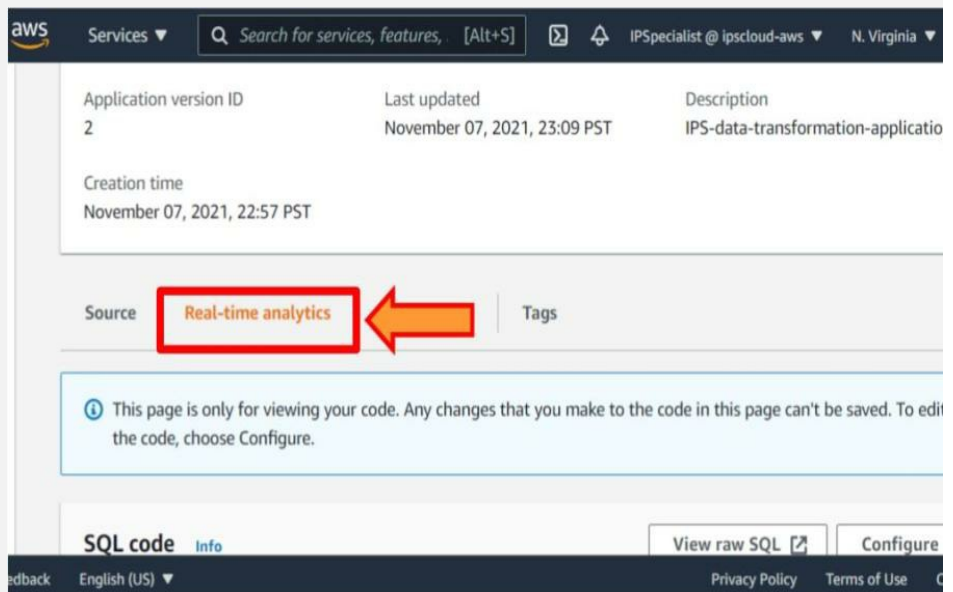 aws Services ▼ Search for services, features, . [Alt+S] IPSpecialist @ ipscloud-aws ▼ N. Virginia ▼
Application version ID Last updated Description
2 November 07, 2021, 23:09 PST IPS-data-transformation-applicatio
Creation time
November 07, 2021, 22:57 PST
Source Real-time analytics Tags
This page is only for viewing your code. Any changes that you make to the code in this page can't be saved. To edit
the code, choose Configure.
SQL code Info View raw SQL Configure
edback English (US) ▼ Privacy Policy Terms of Use C